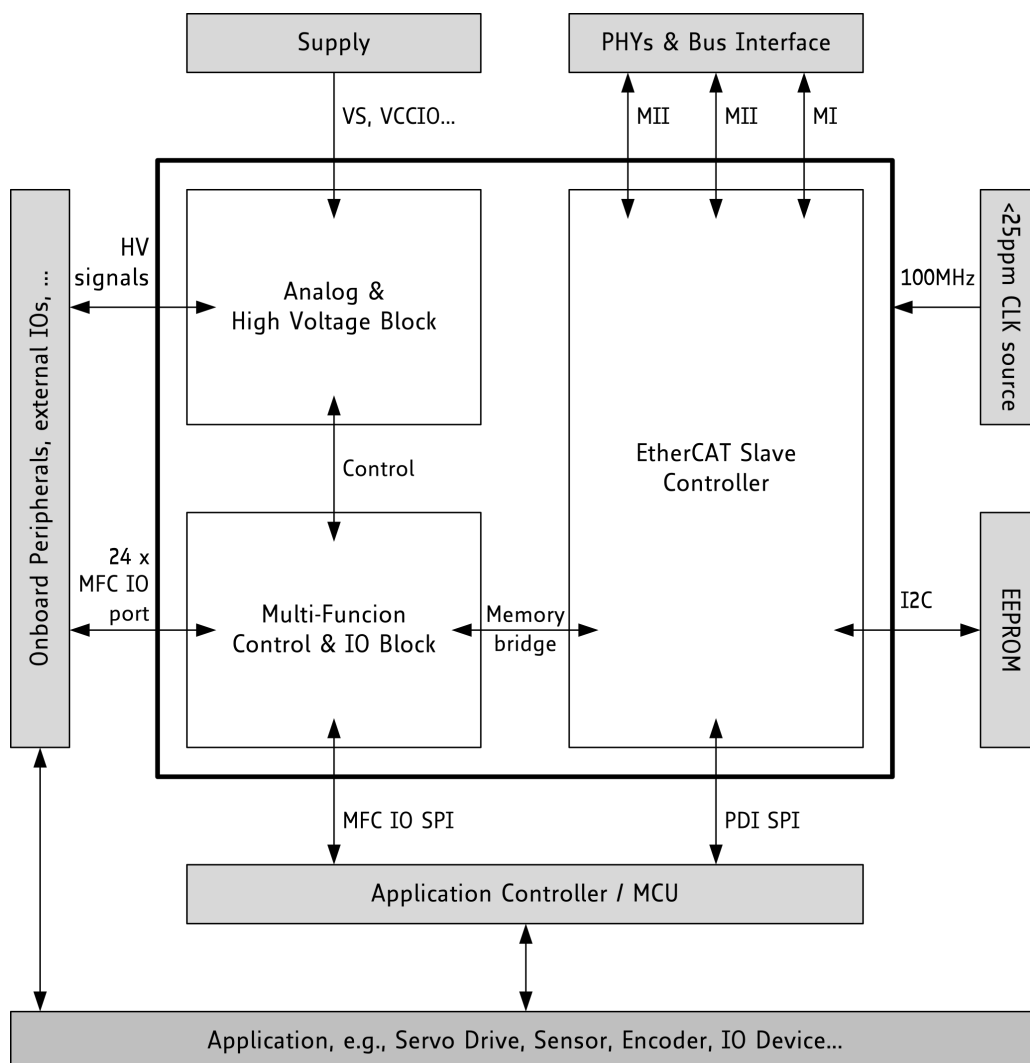 Supply
PHYs & Bus Interface
VS, VCCIO...
MII
MII
MI
Onboard Peripherals, external IOs, ...
HV
signals
Analog &
High Voltage Block
100MHz
<25ppm CLK source
Control
EtherCAT Slave
Controller
24 x
MFC IO
port
Multi-Funcion
Control & IO Block
Memory
bridge
I2C
EEPROM
MFC IO SPI
PDI SPI
Application Controller / MCU
Application, e.g., Servo Drive, Sensor, Encoder, IO Device...